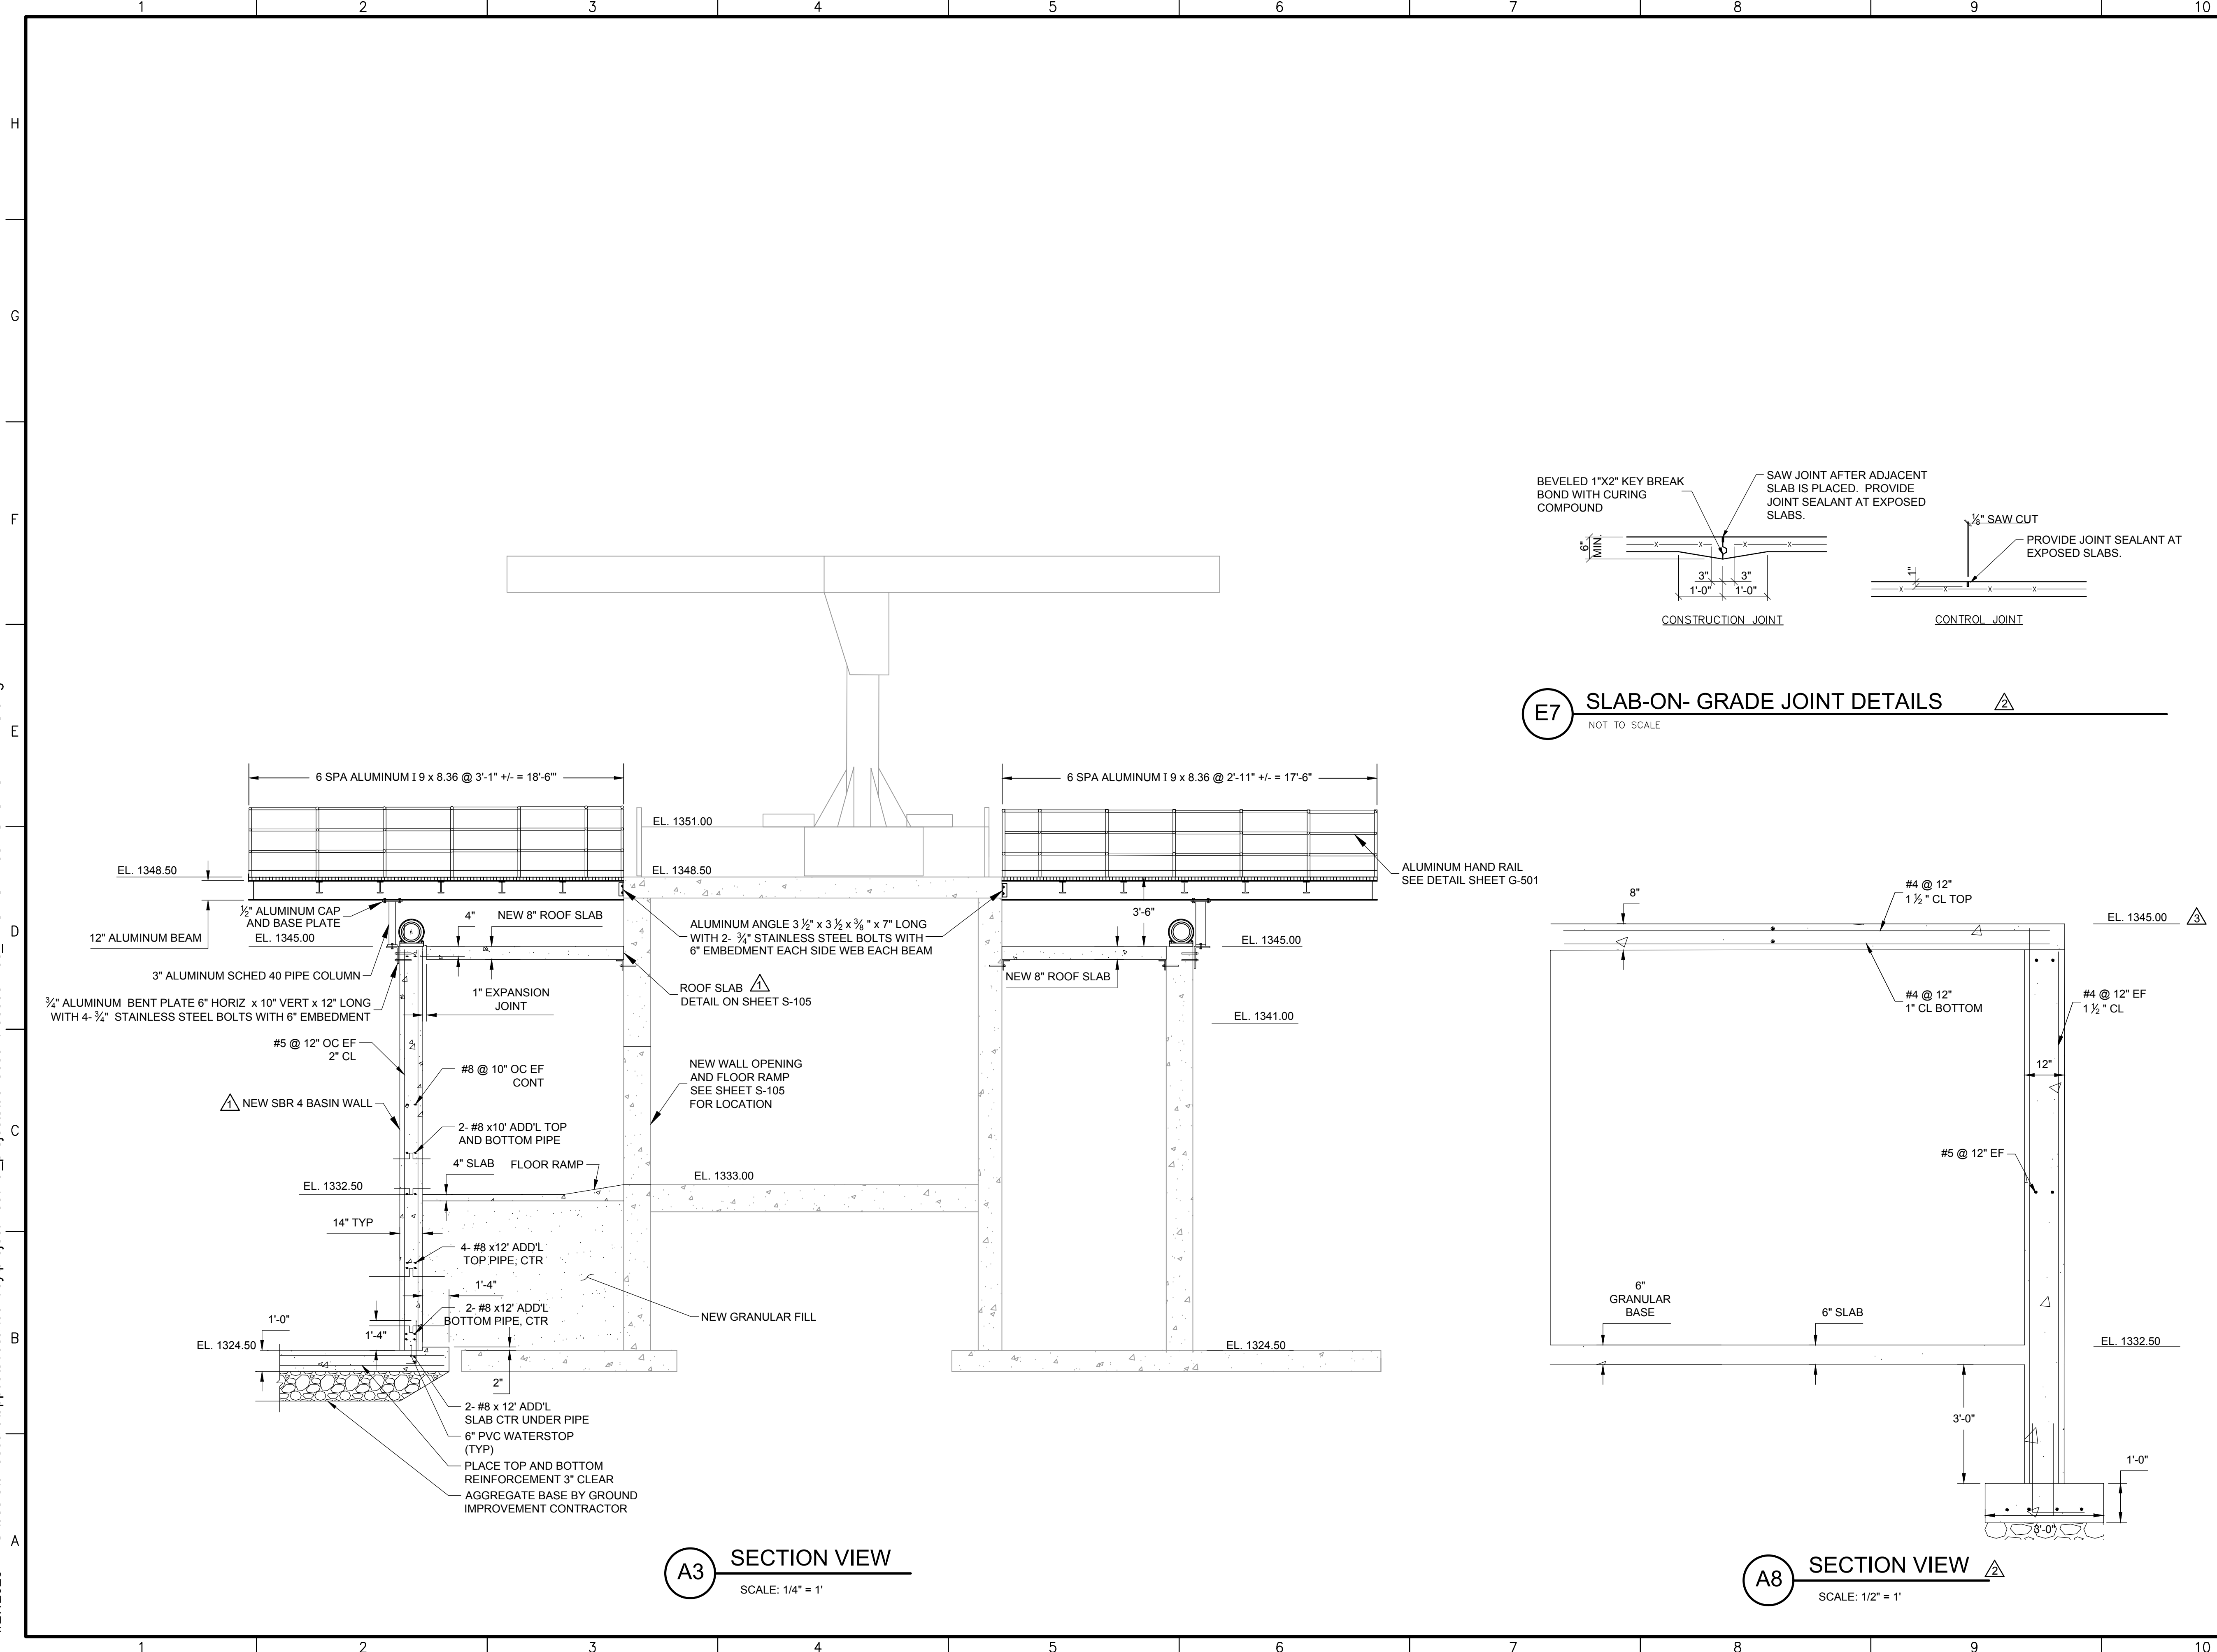 1 2 3 4 5 6 7 8 9 10
H
G
F
E
D
C
B
A
BEVELED 1"X2" KEY BREAK
BOND WITH CURING
COMPOUND
SAW JOINT AFTER ADJACENT
SLAB IS PLACED. PROVIDE
JOINT SEALANT AT EXPOSED
SLABS.
6"
MIN.
X X X X
3" 3"
1'-0" 1'-0"
CONSTRUCTION JOINT
⅛" SAW CUT
PROVIDE JOINT SEALANT AT
EXPOSED SLABS.
1"
X X X X
CONTROL JOINT
E7
SLAB-ON- GRADE JOINT DETAILS
2
NOT TO SCALE
6 SPA ALUMINUM I 9 x 8.36 @ 3'-1" +/- = 18'-6"'
6 SPA ALUMINUM I 9 x 8.36 @ 2'-11" +/- = 17'-6"
EL. 1351.00
EL. 1348.50
EL. 1348.50
ALUMINUM HAND RAIL
SEE DETAIL SHEET G-501
½" ALUMINUM CAP
AND BASE PLATE
12" ALUMINUM BEAM
EL. 1345.00
4"
NEW 8" ROOF SLAB
ALUMINUM ANGLE 3 ½" x 3 ½ x ⅜ " x 7" LONG
WITH 2- ¾" STAINLESS STEEL BOLTS WITH
6" EMBEDMENT EACH SIDE WEB EACH BEAM
3'-6"
EL. 1345.00
NEW 8" ROOF SLAB
3" ALUMINUM SCHED 40 PIPE COLUMN
¾" ALUMINUM BENT PLATE 6" HORIZ x 10" VERT x 12" LONG
WITH 4- ¾" STAINLESS STEEL BOLTS WITH 6" EMBEDMENT
1" EXPANSION
JOINT
ROOF SLAB
1
DETAIL ON SHEET S-105
EL. 1341.00
#5 @ 12" OC EF
2" CL
#8 @ 10" OC EF
CONT
NEW WALL OPENING
AND FLOOR RAMP
SEE SHEET S-105
FOR LOCATION
1
NEW SBR 4 BASIN WALL
2- #8 x10' ADD'L TOP
AND BOTTOM PIPE
4" SLAB
FLOOR RAMP
EL. 1332.50
EL. 1333.00
14" TYP
4- #8 x12' ADD'L
TOP PIPE, CTR
1'-4"
2- #8 x12' ADD'L
BOTTOM PIPE, CTR
NEW GRANULAR FILL
1'-0"
1'-4"
EL. 1324.50
EL. 1324.50
2"
2- #8 x 12' ADD'L
SLAB CTR UNDER PIPE
6" PVC WATERSTOP
(TYP)
PLACE TOP AND BOTTOM
REINFORCEMENT 3" CLEAR
AGGREGATE BASE BY GROUND
IMPROVEMENT CONTRACTOR
A3
SECTION VIEW
SCALE: 1/4" = 1'
8"
#4 @ 12"
1 ½ " CL TOP
EL. 1345.00
3
#4 @ 12"
1" CL BOTTOM
#4 @ 12" EF
1 ½ " CL
12"
#5 @ 12" EF
6"
GRANULAR
BASE
6" SLAB
EL. 1332.50
3'-0"
1'-0"
3'-0"
A8
SECTION VIEW
2
SCALE: 1/2" = 1'
1 2 3 4 5 6 7 8 9 10